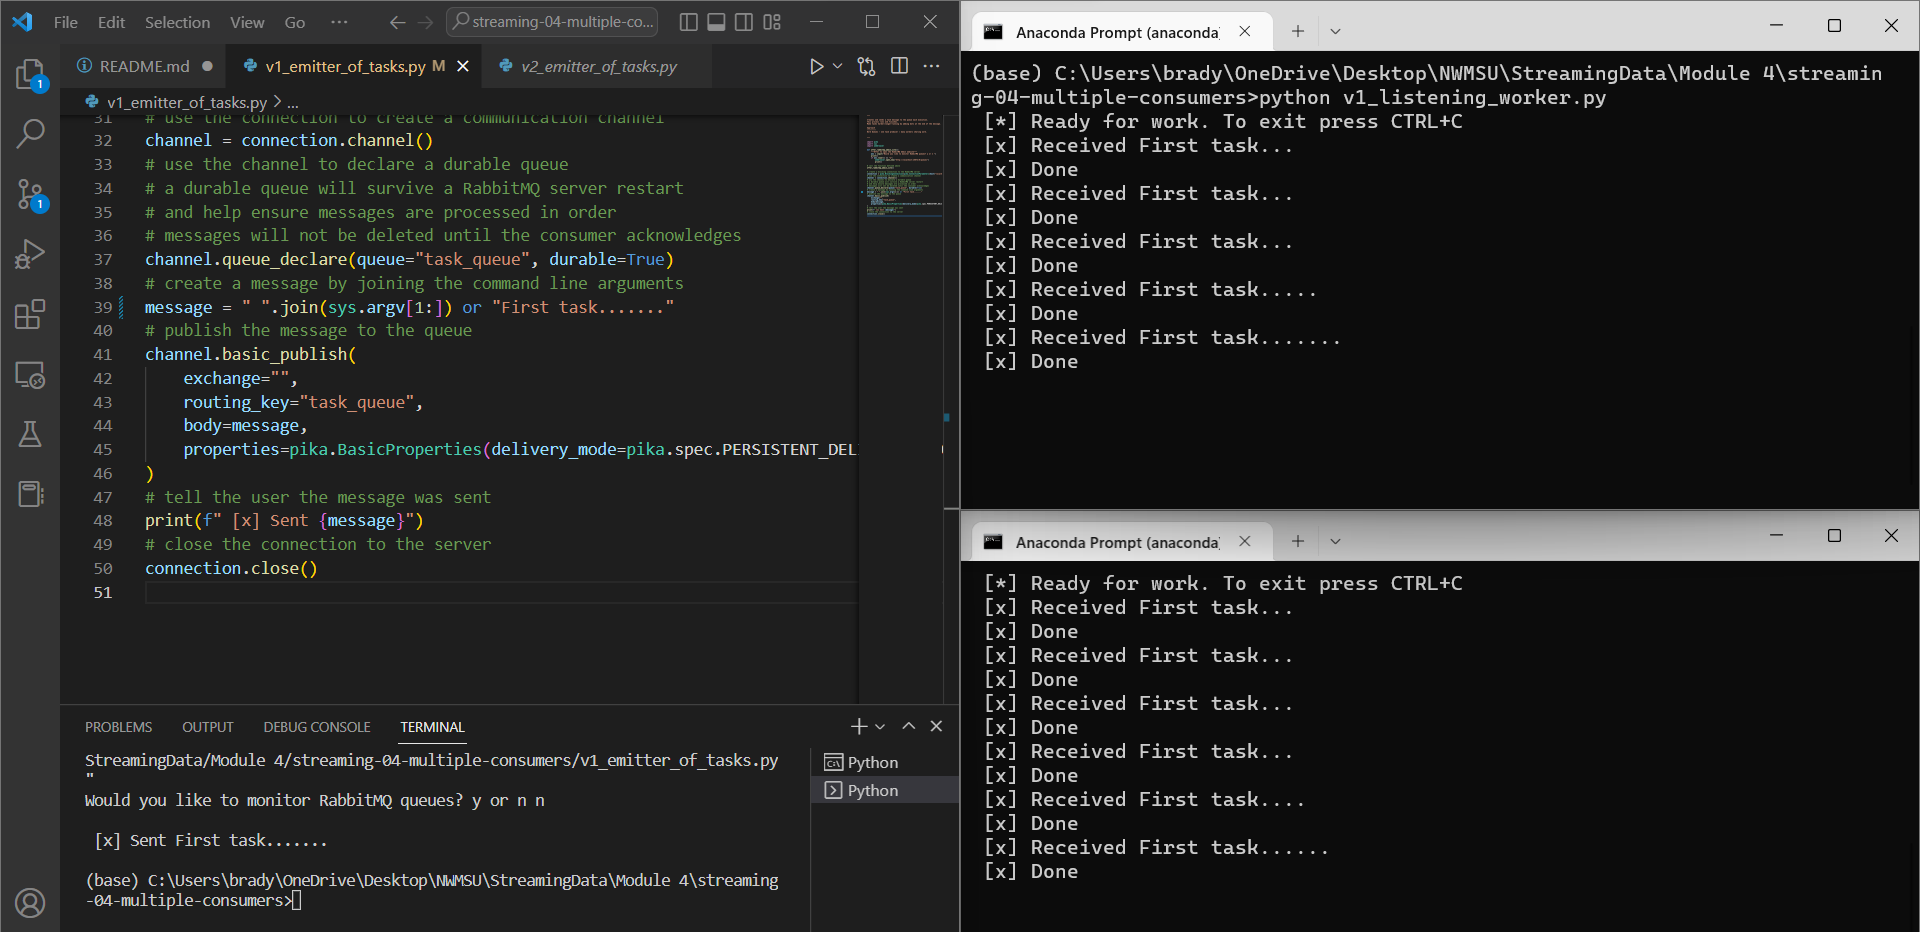 File Edit Selection View Go ··· streaming-04-multiple-co...
README.md v1_emitter_of_tasks.py M v2_emitter_of_tasks.py
v1_emitter_of_tasks.py > ...
31 # use the connection to create a communication channel
32 channel = connection.channel()
33 # use the channel to declare a durable queue
34 # a durable queue will survive a RabbitMQ server restart
35 # and help ensure messages are processed in order
36 # messages will not be deleted until the consumer acknowledges
37 channel.queue_declare(queue="task_queue", durable=True)
38 # create a message by joining the command line arguments
39 message = " ".join(sys.argv[1:]) or "First task......."
40 # publish the message to the queue
41 channel.basic_publish(
42 exchange="",
43 routing_key="task_queue",
44 body=message,
45 properties=pika.BasicProperties(delivery_mode=pika.spec.PERSISTENT_DEL
46 )
47 # tell the user the message was sent
48 print(f" [x] Sent {message}")
49 # close the connection to the server
50 connection.close()
51
1
1
PROBLEMS OUTPUT DEBUG CONSOLE TERMINAL
StreamingData/Module 4/streaming-04-multiple-consumers/v1_emitter_of_tasks.py
"
Would you like to monitor RabbitMQ queues? y or n n
[x] Sent First task.......
(base) C:\Users\brady\OneDrive\Desktop\NWMSU\StreamingData\Module 4\streaming
-04-multiple-consumers>
Python
Python
Anaconda Prompt (anaconda
(base) C:\Users\brady\OneDrive\Desktop\NWMSU\StreamingData\Module 4\streamin
g-04-multiple-consumers>python v1_listening_worker.py
[*] Ready for work. To exit press CTRL+C
[x] Received First task...
[x] Done
[x] Received First task...
[x] Done
[x] Received First task...
[x] Done
[x] Received First task.....
[x] Done
[x] Received First task.......
[x] Done
Anaconda Prompt (anaconda
[*] Ready for work. To exit press CTRL+C
[x] Received First task...
[x] Done
[x] Received First task...
[x] Done
[x] Received First task...
[x] Done
[x] Received First task...
[x] Done
[x] Received First task....
[x] Done
[x] Received First task......
[x] Done